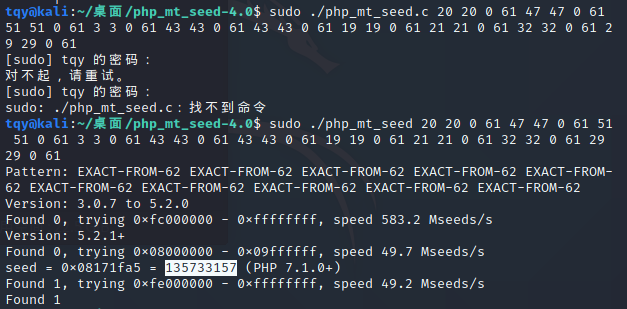 tqy@kali:~/桌面/php_mt_seed-4.0$ sudo ./php_mt_seed.c 20 20 0 61 47 47 0 61
51 51 0 61 3 3 0 61 43 43 0 61 43 43 0 61 19 19 0 61 21 21 0 61 32 32 0 61 2
9 29 0 61
[sudo] tqy 的密码：
对不起，请重试。
[sudo] tqy 的密码：
sudo: ./php_mt_seed.c：找不到命令
tqy@kali:~/桌面/php_mt_seed-4.0$ sudo ./php_mt_seed 20 20 0 61 47 47 0 61 51
51 0 61 3 3 0 61 43 43 0 61 43 43 0 61 19 19 0 61 21 21 0 61 32 32 0 61 29
29 0 61
Pattern: EXACT-FROM-62 EXACT-FROM-62 EXACT-FROM-62 EXACT-FROM-62 EXACT-FROM-
62 EXACT-FROM-62 EXACT-FROM-62 EXACT-FROM-62 EXACT-FROM-62 EXACT-FROM-62
Version: 3.0.7 to 5.2.0
Found 0, trying 0xfc000000 - 0xffffffff, speed 583.2 Mseeds/s
Version: 5.2.1+
Found 0, trying 0x08000000 - 0x09ffffff, speed 49.7 Mseeds/s
seed = 0x08171fa5 = 135733157 (PHP 7.1.0+)
Found 1, trying 0xfe000000 - 0xffffffff, speed 49.2 Mseeds/s
Found 1